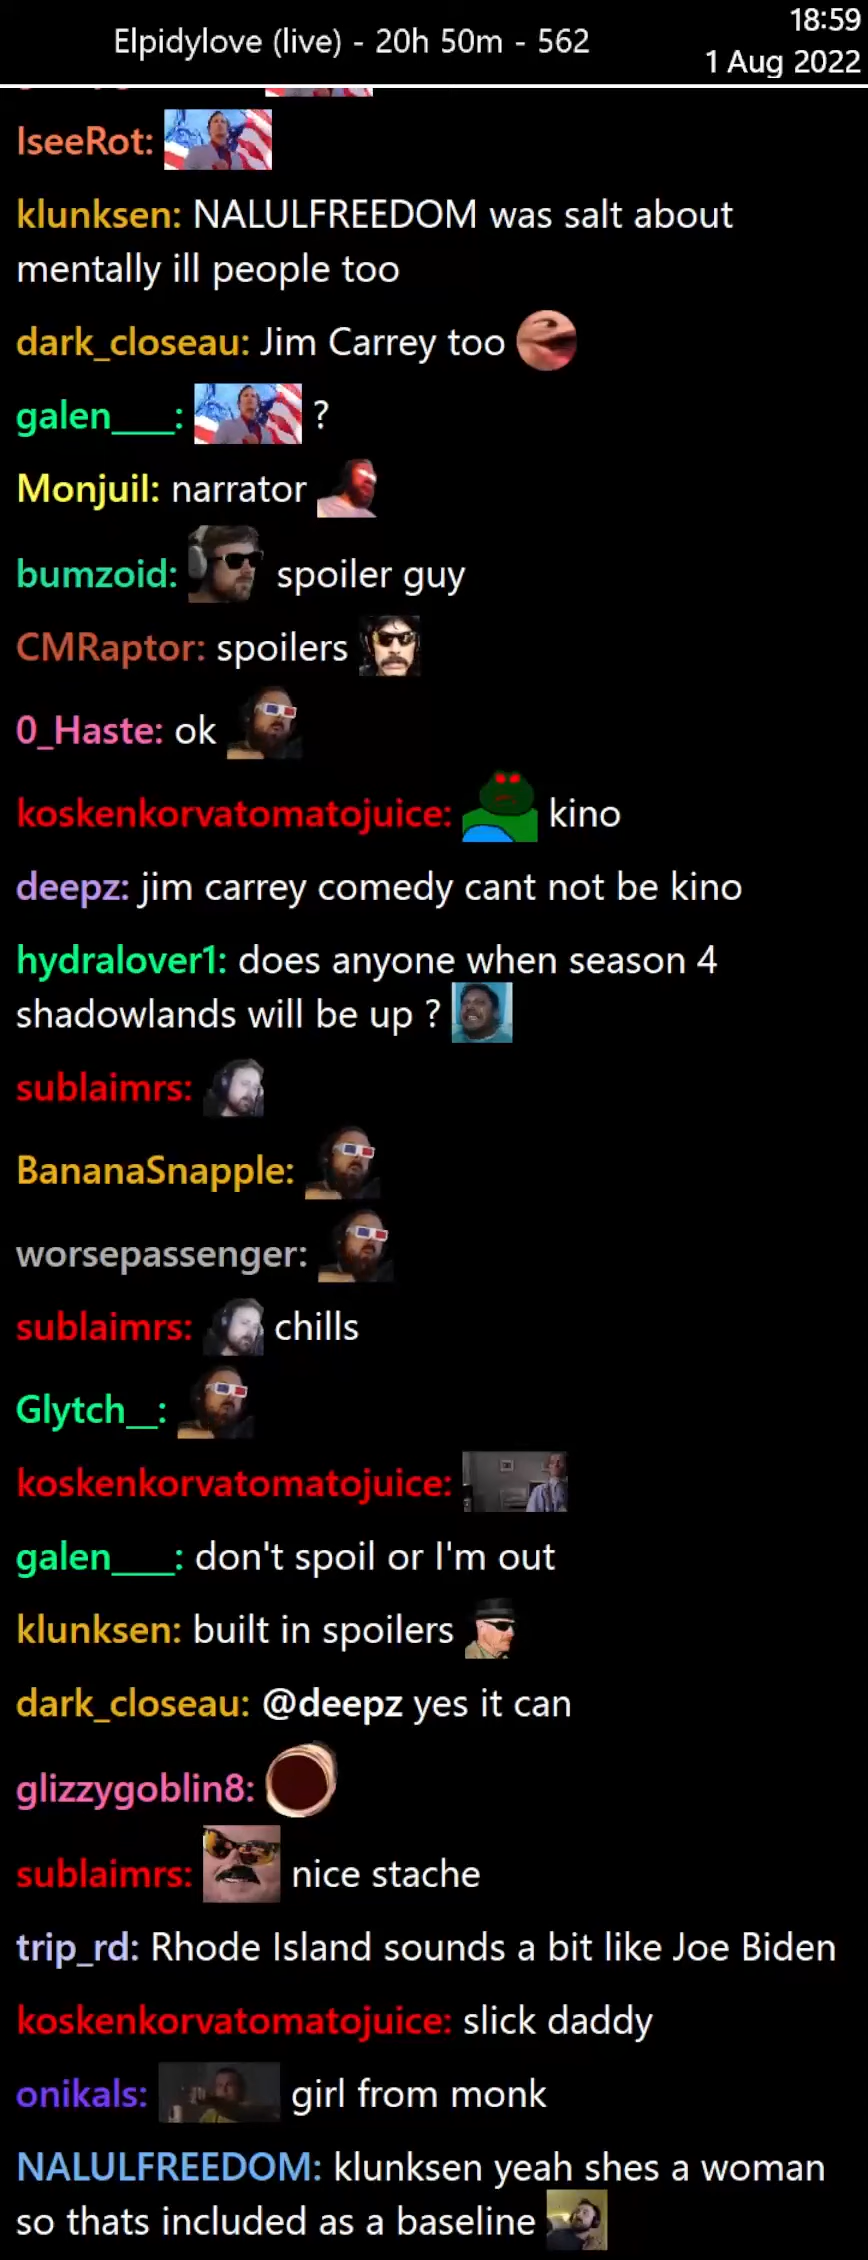 18:59
Elpidylove (live) - 20h 50m - 562
1 Aug 2022
IseeRot:
klunksen: NALULFREEDOM was salt about
mentally ill people too
dark_closeau: Jim Carrey too
galen____: ?
Monjuil: narrator
bumzoid: spoiler guy
CMRaptor: spoilers
0_Haste: ok
koskenkorvatomatojuice: kino
deepz: jim carrey comedy cant not be kino
hydralover1: does anyone when season 4
shadowlands will be up ?
sublaimrs:
BananaSnapple:
worsepassenger:
sublaimrs: chills
Glytch__:
koskenkorvatomatojuice:
galen____: don't spoil or I'm out
klunksen: built in spoilers
dark_closeau: @deepz yes it can
glizzygoblin8:
sublaimrs: nice stache
trip_rd: Rhode Island sounds a bit like Joe Biden
koskenkorvatomatojuice: slick daddy
onikals: girl from monk
NALULFREEDOM: klunksen yeah shes a woman
so thats included as a baseline